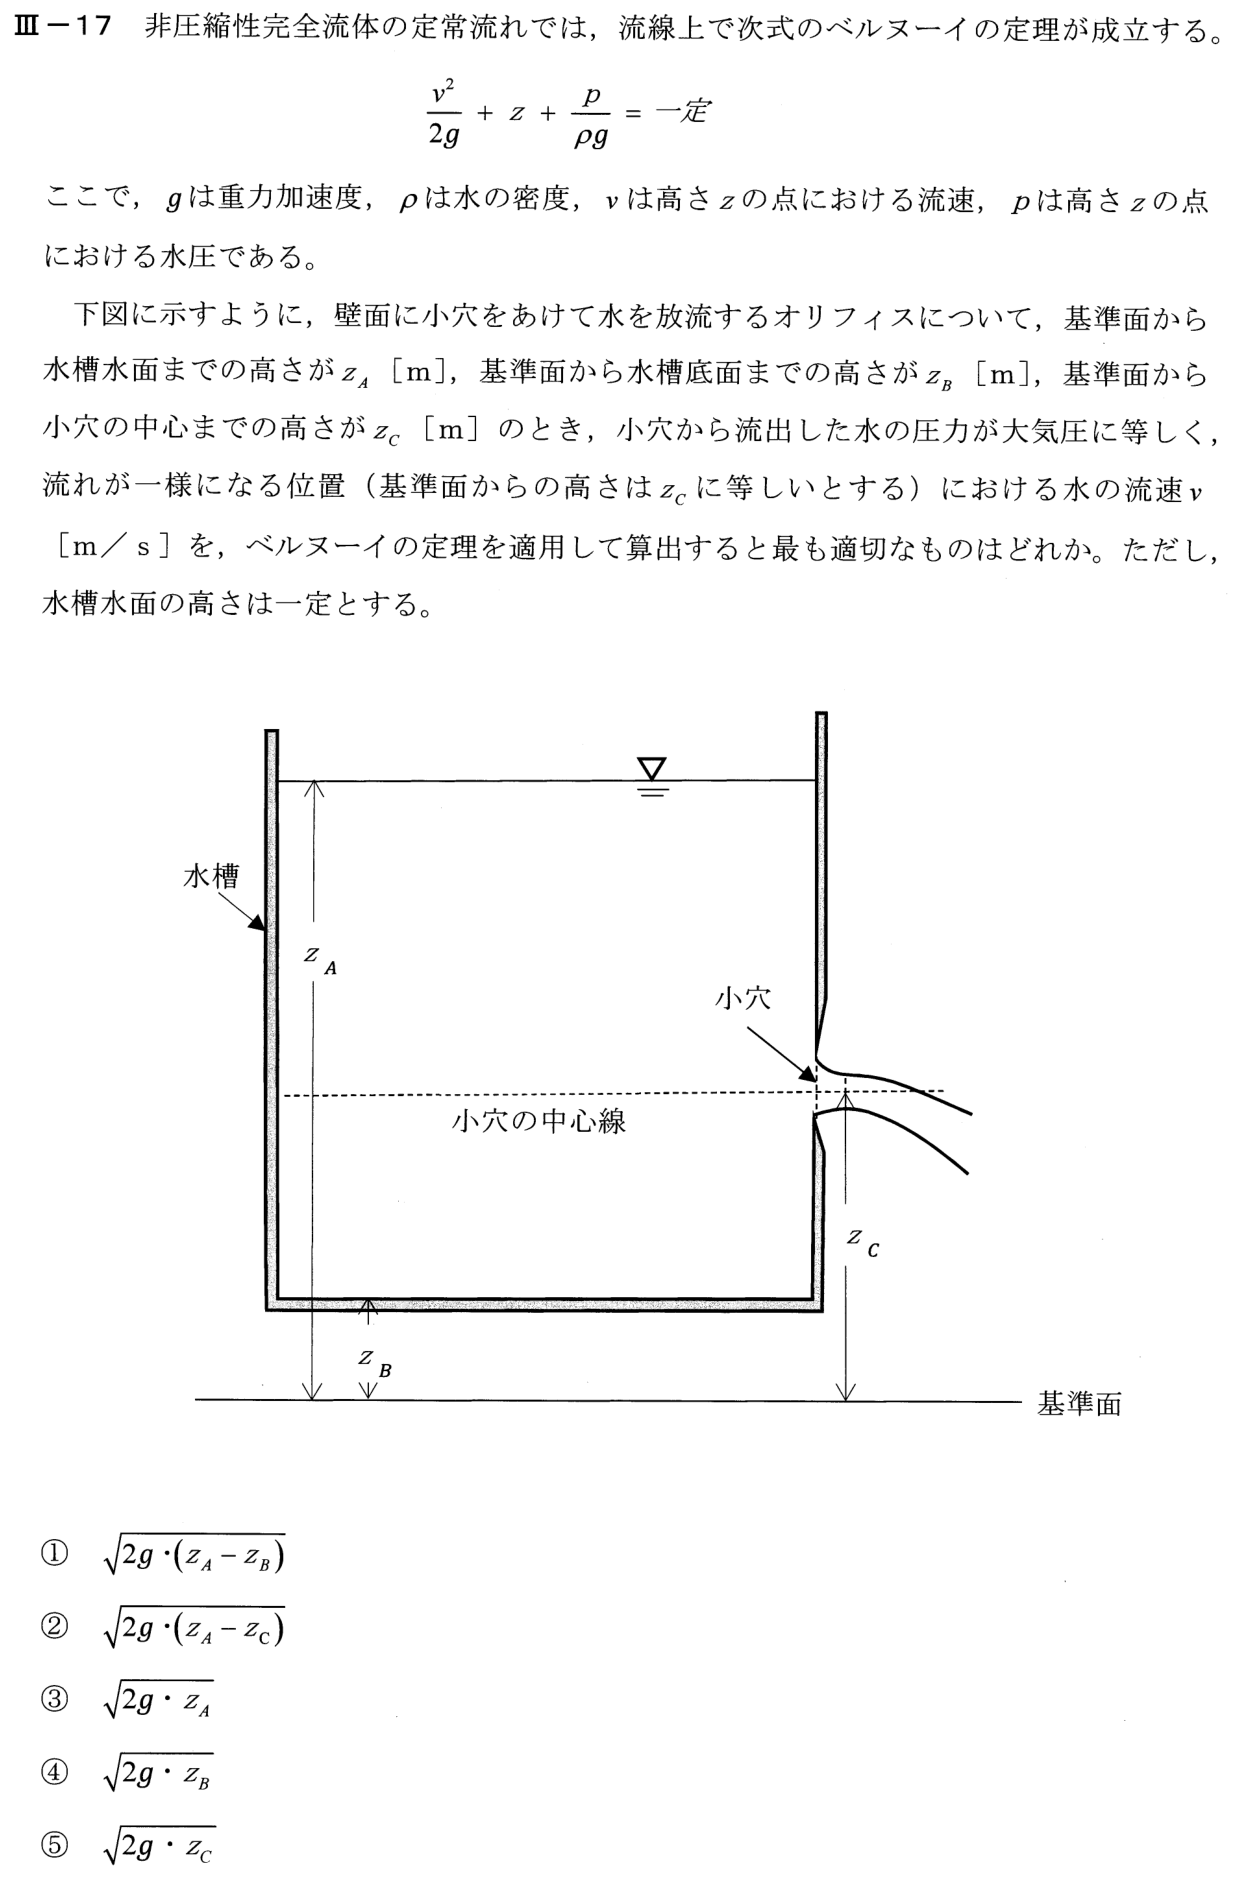 Ⅲ－17　非圧縮性完全流体の定常流れでは，流線上で次式のベルヌーイの定理が成立する。
v²/2g + z + p/ρg = 一定
ここで，gは重力加速度，ρは水の密度，vは高さzの点における流速，pは高さzの点
における水圧である。
下図に示すように，壁面に小穴をあけて水を放流するオリフィスについて，基準面から
水槽水面までの高さがz_A［m］，基準面から水槽底面までの高さがz_B［m］，基準面から
小穴の中心までの高さがz_C［m］のとき，小穴から流出した水の圧力が大気圧に等しく，
流れが一様になる位置（基準面からの高さはz_Cに等しいとする）における水の流速v
［m／s］を，ベルヌーイの定理を適用して算出すると最も適切なものはどれか。ただし，
水槽水面の高さは一定とする。
水槽
z_A
小穴
小穴の中心線
z_C
z_B
基準面
① √(2g・(z_A − z_B))
② √(2g・(z_A − z_C))
③ √(2g・z_A)
④ √(2g・z_B)
⑤ √(2g・z_C)